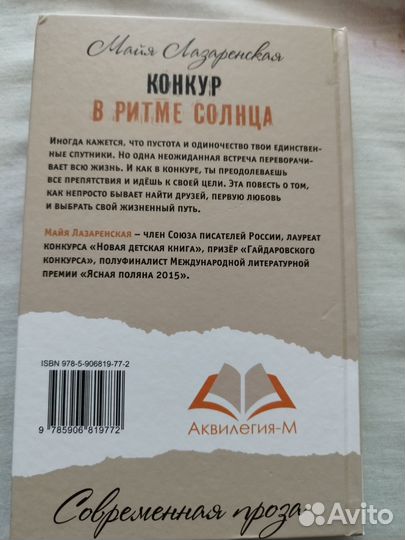 Майя Лазаренская
КОНКУР
В РИТМЕ СОЛНЦА
Иногда кажется, что пустота и одиночество твои единствен-
ные спутники. Но одна неожиданная встреча переворачи-
вает всю жизнь. И как в конкуре, ты преодолеваешь
все препятствия и идёшь к своей цели. Эта повесть о том,
как непросто бывает найти друзей, первую любовь
и выбрать свой жизненный путь.
Майя Лазаренская – член Союза писателей России, лауреат
конкурса «Новая детская книга», призёр «Гайдаровского
конкурса», полуфиналист Международной литературной
премии «Ясная поляна 2015».
ISBN 978-5-906819-77-2
9 785906 819772
Аквилегия-М
Современная проза
Avito